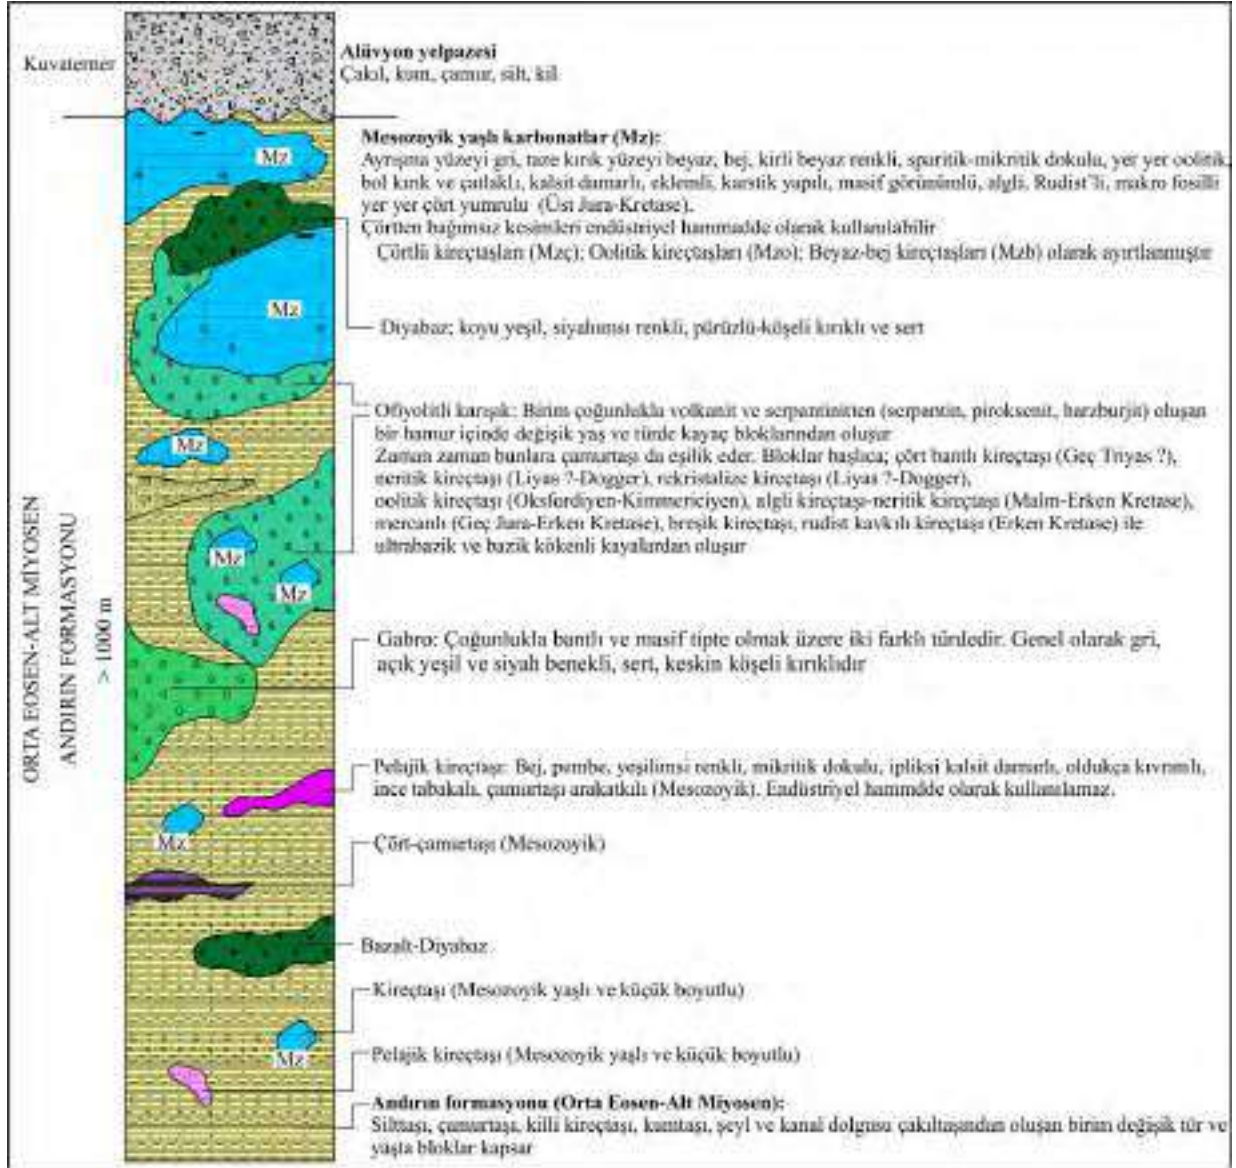 Kuvaterner
Alüvyon yelpazesi
Çakıl, kum, çamur, silt, kil
Mesozoyik yaşlı karbonatlar (Mz):
Ayrışma yüzeyi gri, taze kırık yüzeyi beyaz, bej, kirli beyaz renkli, sparitik-mikritik dokulu, yer yer oolitik,
bol kırık ve çatlaklı, kalsit damarlı, eklemli, karstik yapılı, masif görünümlü, algli, Rudist'li, makro fosilli
yer yer çört yumrulu (Üst Jura-Kretase).
Çörtten bağımsız kesimleri endüstriyel hammadde olarak kullanılabilir
Çörtlü kireçtaşları (Mzç); Oolitik kireçtaşları (Mzo); Beyaz-bej kireçtaşları (Mzb) olarak ayırtlanmıştır
Mz
Mz
Diyabaz; koyu yeşil, siyahımsı renkli, pürüzlü-köşeli kırıklı ve sert
Ofiyolitli karışık: Birim çoğunlukla volkanit ve serpantinitten (serpantin, piroksenit, harzburjit) oluşan
bir hamur içinde değişik yaş ve türde kayaç bloklarından oluşur
Zaman zaman bunlara çamurtaşı da eşilik eder. Bloklar başlıca; çört bantlı kireçtaşı (Geç Triyas ?),
neritik kireçtaşı (Liyas ?-Dogger), rekristalize kireçtaşı (Liyas ?-Dogger),
oolitik kireçtaşı (Oksfordiyen-Kimmericiyen), algli kireçtaşı-neritik kireçtaşı (Malm-Erken Kretase),
mercanlı (Geç Jura-Erken Kretase), breşik kireçtaşı, rudist kavkılı kireçtaşı (Erken Kretase) ile
ultrabazik ve bazik kökenli kayalardan oluşur
Mz
Mz
Mz
ORTA EOSEN-ALT MİYOSEN
ANDIRIN FORMASYONU
> 1000 m
Gabro: Çoğunlukla bantlı ve masif tipte olmak üzere iki farklı türdedir. Genel olarak gri,
açık yeşil ve siyah benekli, sert, keskin köşeli kırıklıdır
Pelajik kireçtaşı: Bej, pembe, yeşilimsi renkli, mikritik dokulu, ipliksi kalsit damarlı, oldukça kıvrımlı,
ince tabakalı, çamurtaşı arakatkılı (Mesozoyik). Endüstriyel hammdde olarak kullanılamaz.
Mz
Çört-çamurtaşı (Mesozoyik)
Bazalt-Diyabaz
Kireçtaşı (Mesozoyik yaşlı ve küçük boyutlu)
Mz
Pelajik kireçtaşı (Mesozoyik yaşlı ve küçük boyutlu)
Andırın formasyonu (Orta Eosen-Alt Miyosen):
Silttaşı, çamurtaşı, killi kireçtaşı, kumtaşı, şeyl ve kanal dolgusu çakıltaşından oluşan birim değişik tür ve
yaşta bloklar kapsar